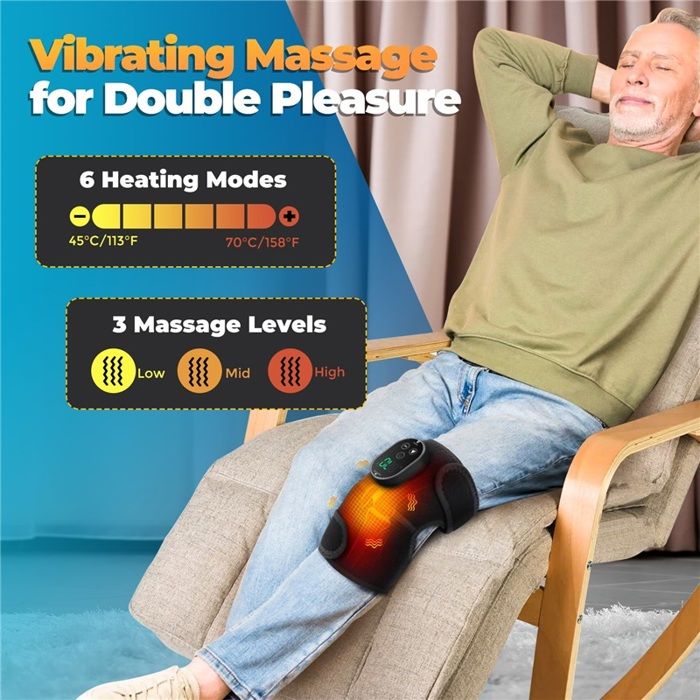 Vibrating Massage
for Double Pleasure
6 Heating Modes
45°C/113°F
70°C/158°F
3 Massage Levels
Low
Mid
High